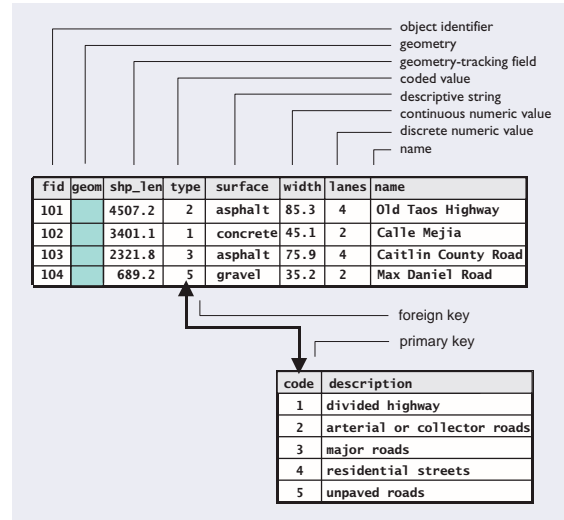 object identifier
geometry
geometry-tracking field
coded value
descriptive string
continuous numeric value
discrete numeric value
name
fid geom shp_len type surface width lanes name
101 4507.2 2 asphalt 85.3 4 Old Taos Highway
102 3401.1 1 concrete 45.1 2 Calle Mejia
103 2321.8 3 asphalt 75.9 4 Caitlin County Road
104 689.2 5 gravel 35.2 2 Max Daniel Road
foreign key
primary key
code description
1 divided highway
2 arterial or collector roads
3 major roads
4 residential streets
5 unpaved roads